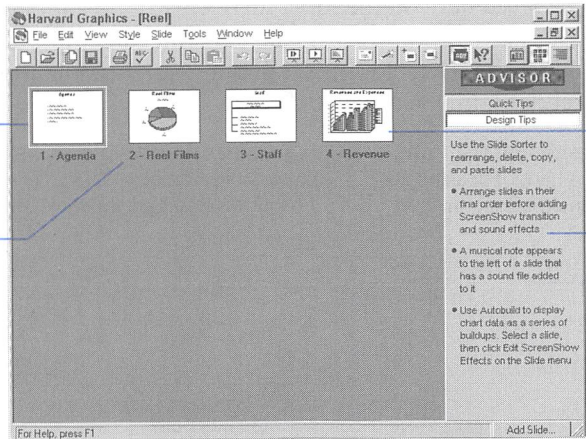 Harvard Graphics - [Reel]
File Edit View Style Slide Tools Window Help
ABC
ADVISOR
Quick Tips
Design Tips
Agenda
Reel Films
Staff
Revenues and Expenses
1 - Agenda
2 - Reel Films
3 - Staff
4 - Revenue
Use the Slide Sorter to
rearrange, delete, copy,
and paste slides
• Arrange slides in their
final order before adding
ScreenShow transition
and sound effects
• A musical note appears
to the left of a slide that
has a sound file added
to it
• Use Autobuild to display
chart data as a series of
buildups. Select a slide,
then click Edit ScreenShow
Effects on the Slide menu
For Help, press F1
Add Slide...